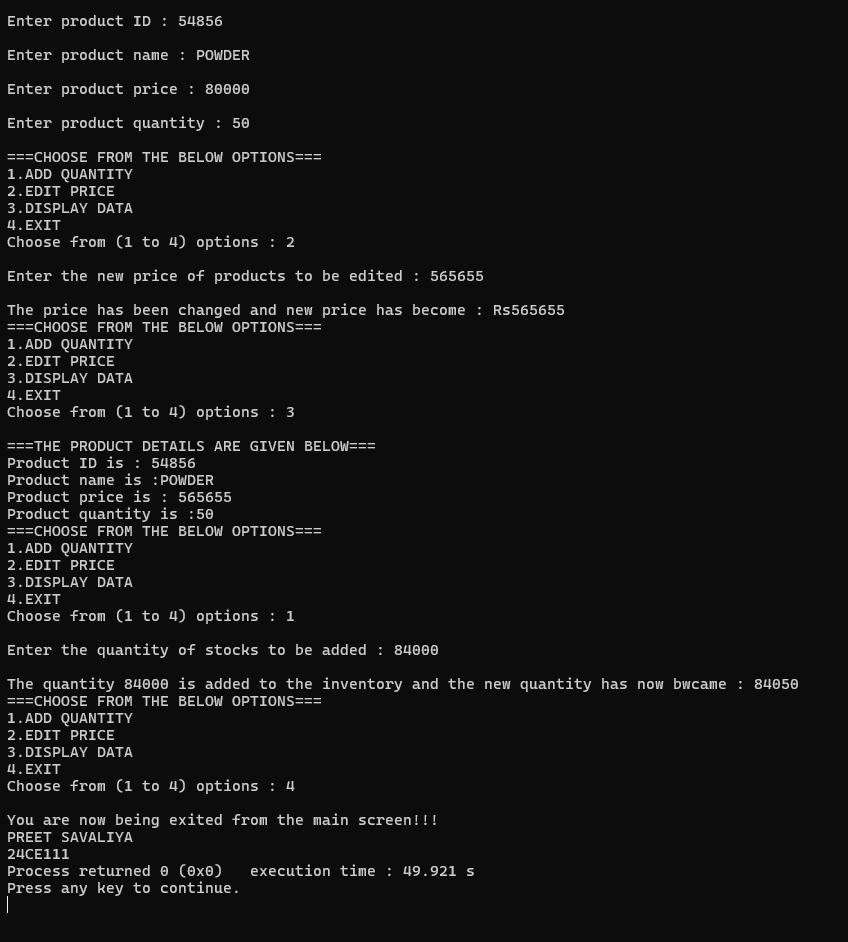 Enter product ID : 54856
Enter product name : POWDER
Enter product price : 80000
Enter product quantity : 50
===CHOOSE FROM THE BELOW OPTIONS===
1.ADD QUANTITY
2.EDIT PRICE
3.DISPLAY DATA
4.EXIT
Choose from (1 to 4) options : 2
Enter the new price of products to be edited : 565655
The price has been changed and new price has become : Rs565655
===CHOOSE FROM THE BELOW OPTIONS===
1.ADD QUANTITY
2.EDIT PRICE
3.DISPLAY DATA
4.EXIT
Choose from (1 to 4) options : 3
===THE PRODUCT DETAILS ARE GIVEN BELOW===
Product ID is : 54856
Product name is :POWDER
Product price is : 565655
Product quantity is :50
===CHOOSE FROM THE BELOW OPTIONS===
1.ADD QUANTITY
2.EDIT PRICE
3.DISPLAY DATA
4.EXIT
Choose from (1 to 4) options : 1
Enter the quantity of stocks to be added : 84000
The quantity 84000 is added to the inventory and the new quantity has now bwcame : 84050
===CHOOSE FROM THE BELOW OPTIONS===
1.ADD QUANTITY
2.EDIT PRICE
3.DISPLAY DATA
4.EXIT
Choose from (1 to 4) options : 4
You are now being exited from the main screen!!!
PREET SAVALIYA
24CE111
Process returned 0 (0x0)   execution time : 49.921 s
Press any key to continue.